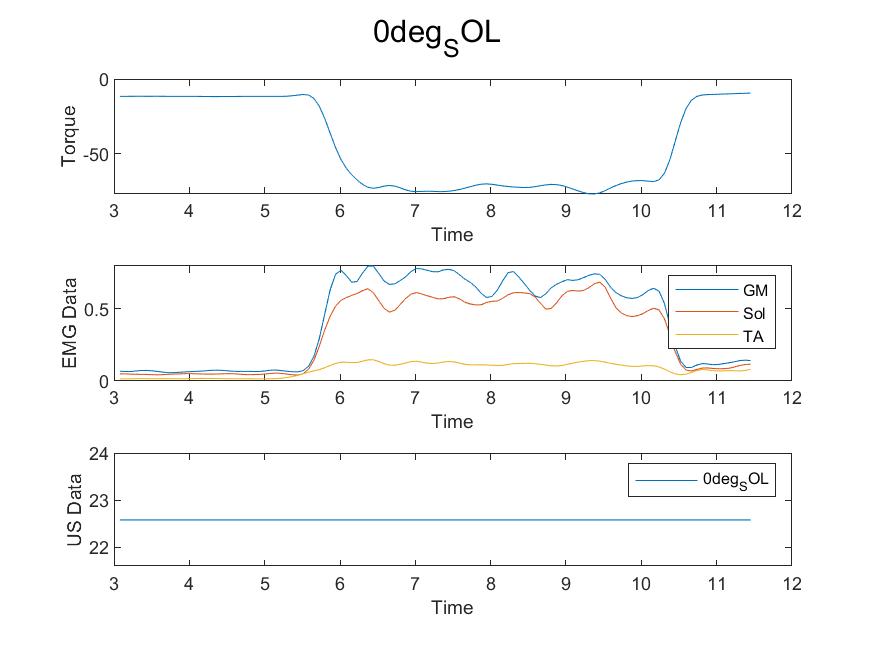 0deg_SOL
0
-50
Torque
3 4 5 6 7 8 9 10 11 12
Time
0.5
0
EMG Data
GM
Sol
TA
3 4 5 6 7 8 9 10 11 12
Time
24
23
22
US Data
0deg_SOL
3 4 5 6 7 8 9 10 11 12
Time